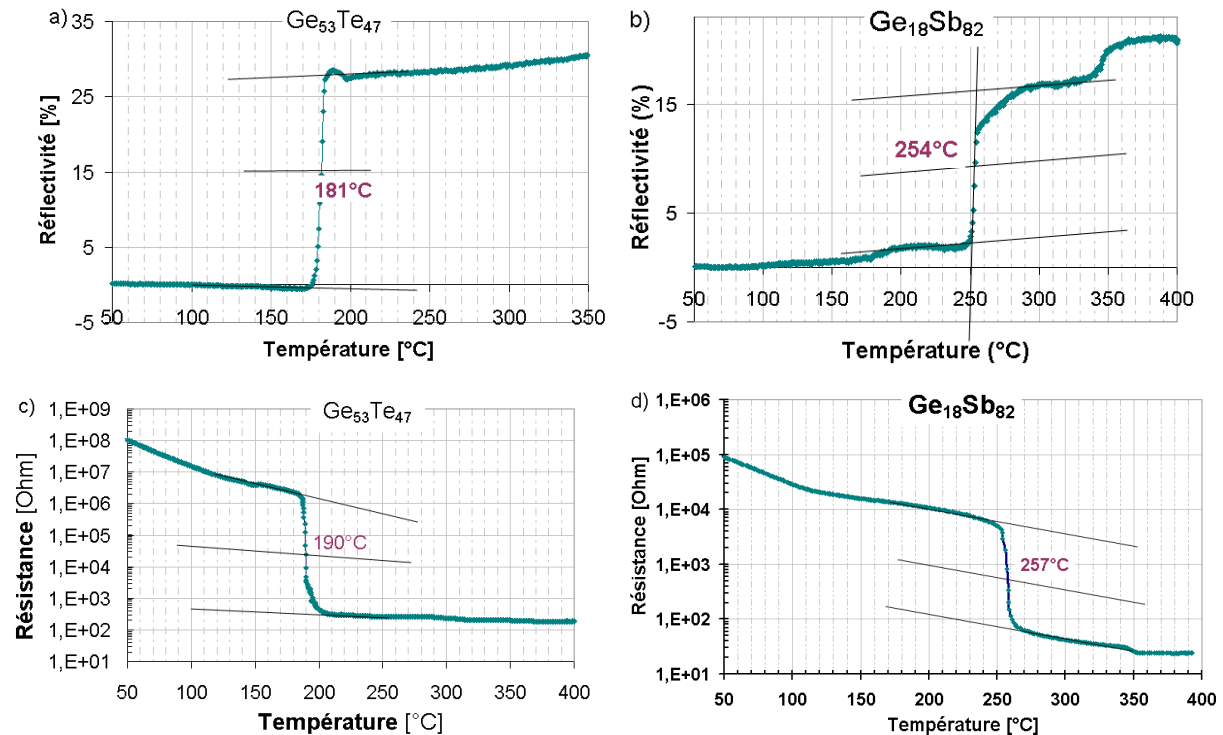 a)
Ge53Te47
35
25
15
5
-5
Réflectivité [%]
181°C
50 100 150 200 250 300 350
Température [°C]
b)
Ge18Sb82
15
5
-5
Réflectivité (%)
254°C
50 100 150 200 250 300 350 400
Température (°C)
c)
Ge53Te47
1,E+09
1,E+08
1,E+07
1,E+06
1,E+05
1,E+04
1,E+03
1,E+02
1,E+01
Résistance [Ohm]
190°C
50 100 150 200 250 300 350 400
Température [°C]
d)
Ge18Sb82
1,E+06
1,E+05
1,E+04
1,E+03
1,E+02
1,E+01
Résistance [Ohm]
257°C
50 100 150 200 250 300 350 400
Température [°C]